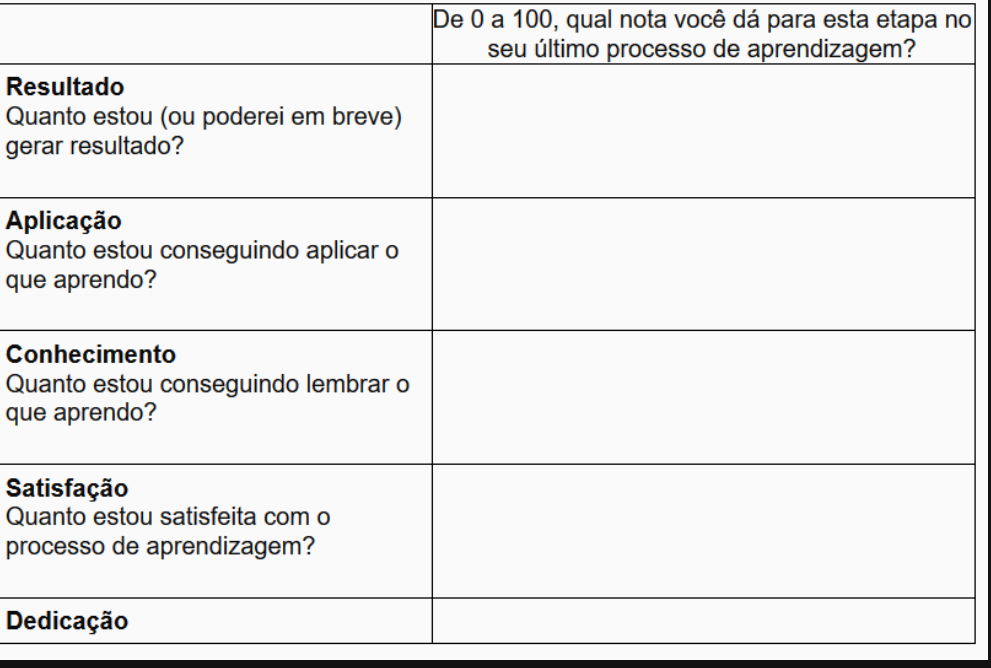 De 0 a 100, qual nota você dá para esta etapa no
seu último processo de aprendizagem?
Resultado
Quanto estou (ou poderei em breve)
gerar resultado?
Aplicação
Quanto estou conseguindo aplicar o
que aprendo?
Conhecimento
Quanto estou conseguindo lembrar o
que aprendo?
Satisfação
Quanto estou satisfeita com o
processo de aprendizagem?
Dedicação